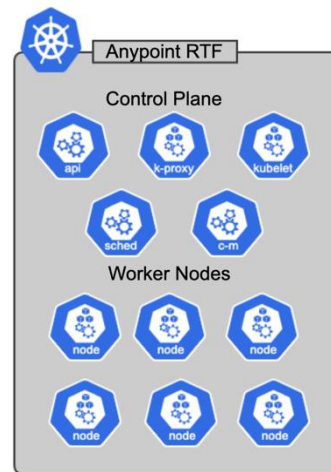 Anypoint RTF
Control Plane
api k-proxy kubelet
sched c-m
Worker Nodes
node node node
node node node